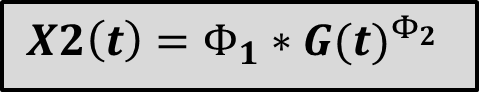 X2(t) = Φ₁ * G(t)^Φ₂